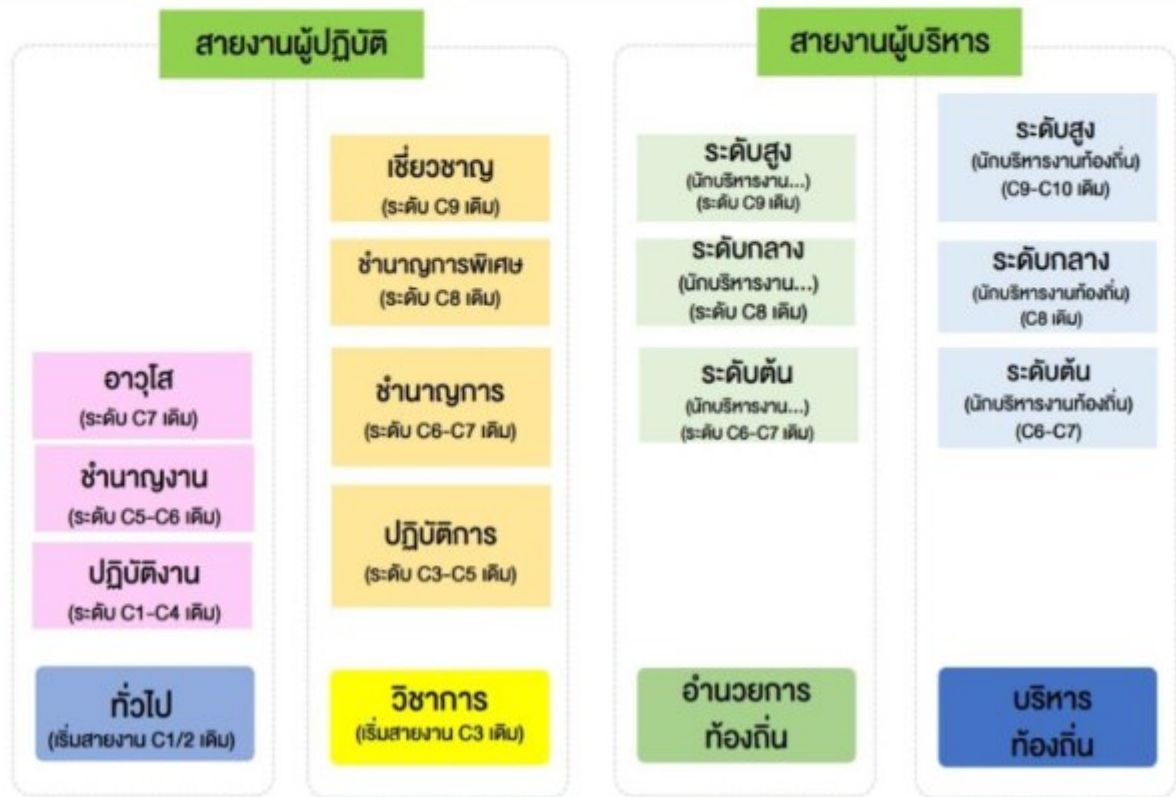 สายงานผู้ปฏิบัติ
อาวุโส
(ระดับ C7 เดิม)
ชำนาญงาน
(ระดับ C5-C6 เดิม)
ปฏิบัติงาน
(ระดับ C1-C4 เดิม)
ทั่วไป
(เริ่มสายงาน C1/2 เดิม)
เชี่ยวชาญ
(ระดับ C9 เดิม)
ชำนาญการพิเศษ
(ระดับ C8 เดิม)
ชำนาญการ
(ระดับ C6-C7 เดิม)
ปฏิบัติการ
(ระดับ C3-C5 เดิม)
วิชาการ
(เริ่มสายงาน C3 เดิม)
สายงานผู้บริหาร
ระดับสูง
(นักบริหารงาน...)
(ระดับ C9 เดิม)
ระดับกลาง
(นักบริหารงาน...)
(ระดับ C8 เดิม)
ระดับต้น
(นักบริหารงาน...)
(ระดับ C6-C7 เดิม)
อำนวยการ
ท้องถิ่น
ระดับสูง
(นักบริหารงานท้องถิ่น)
(C9-C10 เดิม)
ระดับกลาง
(นักบริหารงานท้องถิ่น)
(C8 เดิม)
ระดับต้น
(นักบริหารงานท้องถิ่น)
(C6-C7)
บริหาร
ท้องถิ่น